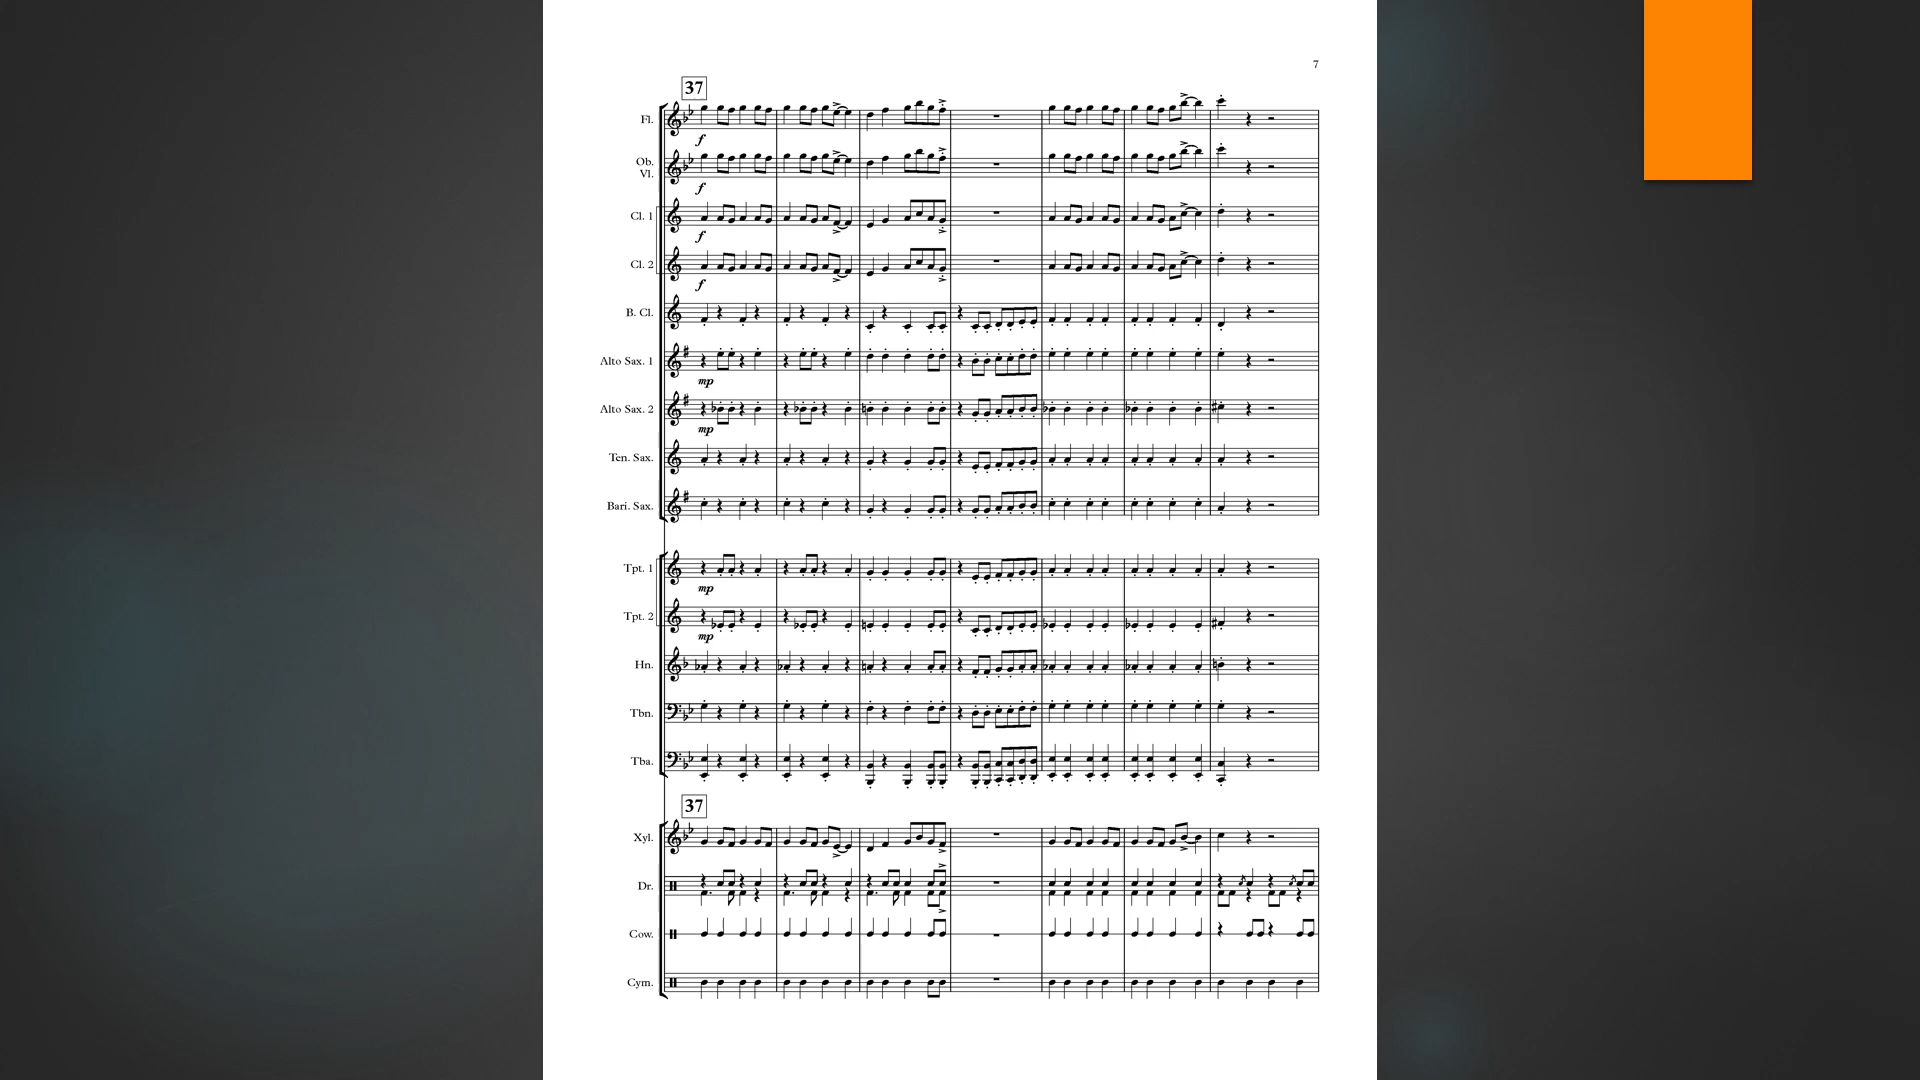 7
37
Fl.
f
Ob.
Vl.
f
Cl. 1
f
Cl. 2
f
B. Cl.
Alto Sax. 1
mp
Alto Sax. 2
mp
Ten. Sax.
Bari. Sax.
Tpt. 1
mp
Tpt. 2
mp
Hn.
Tbn.
Tba.
37
Xyl.
Dr.
Cow.
Cym.